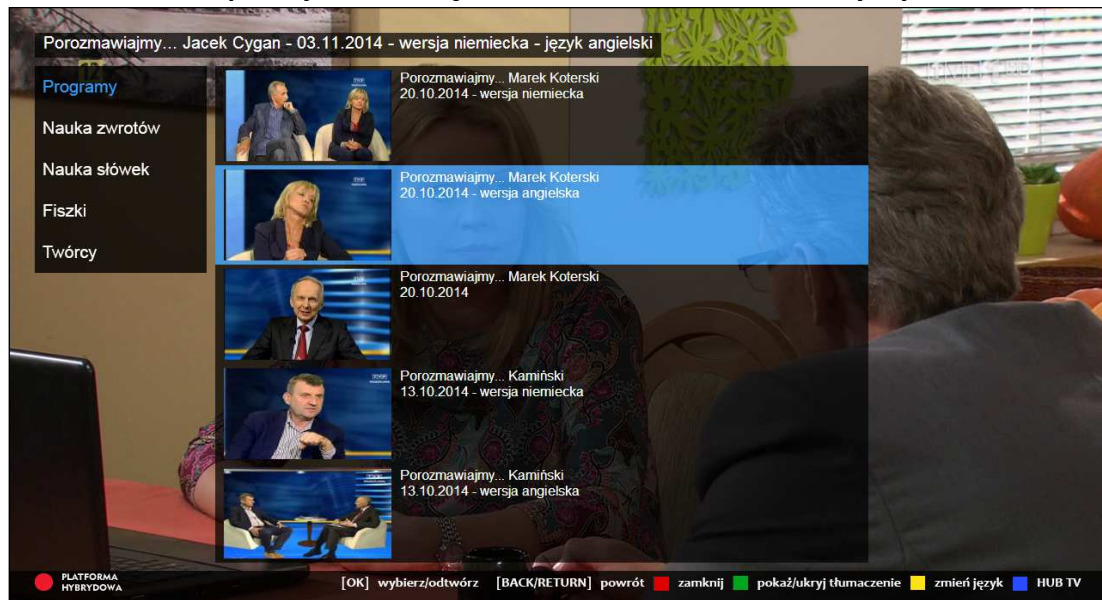 Porozmawiajmy... Jacek Cygan - 03.11.2014 - wersja niemiecka - język angielski
Programy
Nauka zwrotów
Nauka słówek
Fiszki
Twórcy
Porozmawiajmy... Marek Koterski
20.10.2014 - wersja niemiecka
Porozmawiajmy... Marek Koterski
20.10.2014 - wersja angielska
Porozmawiajmy... Marek Koterski
20.10.2014
Porozmawiajmy... Kamiński
13.10.2014 - wersja niemiecka
Porozmawiajmy... Kamiński
13.10.2014 - wersja angielska
PLATFORMA
HYBRYDOWA
[OK] wybierz/odtwórz [BACK/RETURN] powrót zamknij pokaż/ukryj tłumaczenie zmień język HUB TV